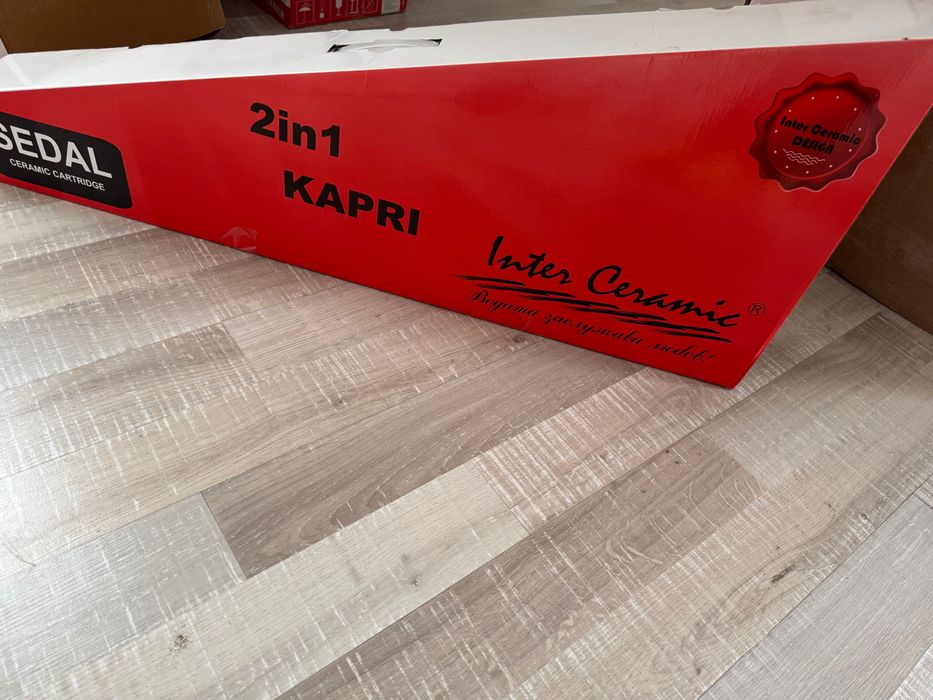 SEDAL
CERAMIC CARTRIDGE
2in1
KAPRI
Inter Ceramic
DESIGN
Inter Ceramic ®
Водата заслужава любов!